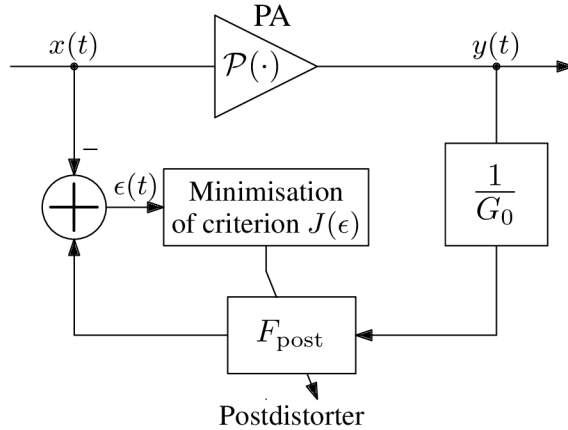 PA
x(t)
P(·)
y(t)
−
ϵ(t)
Minimisation
of criterion J(ϵ)
1
G₀
F_post
Postdistorter